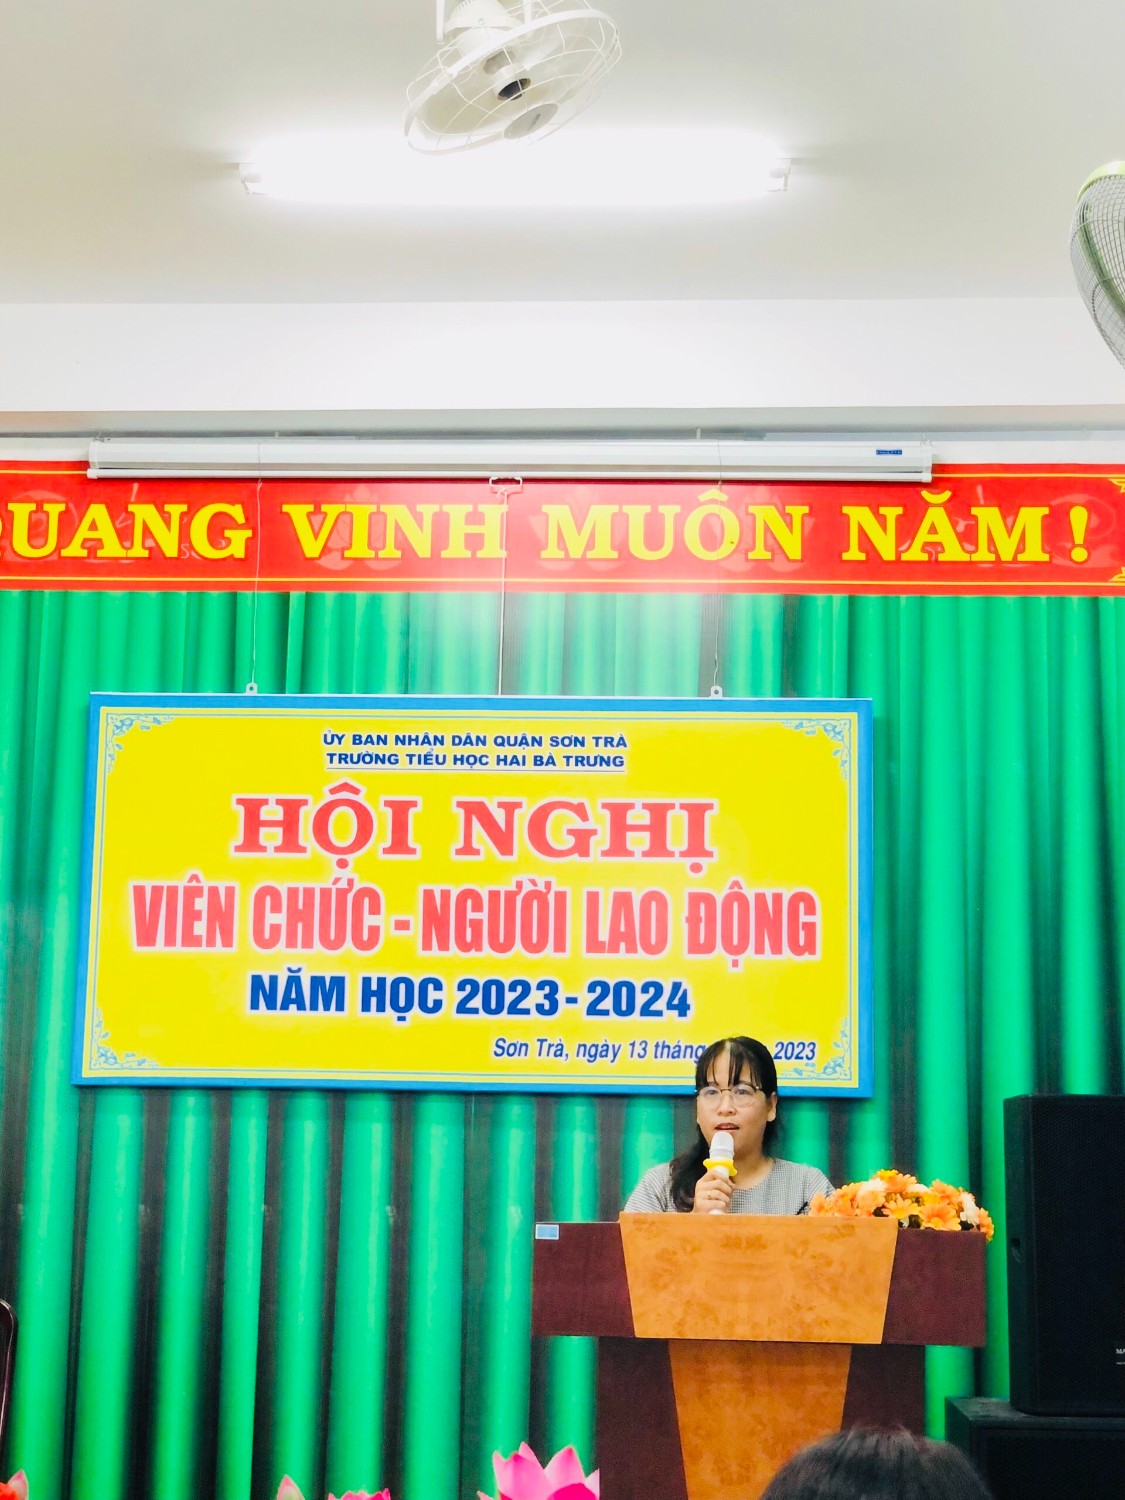 QUANG VINH MUÔN NĂM!
ỦY BAN NHÂN DÂN QUẬN SƠN TRÀ
TRƯỜNG TIỂU HỌC HAI BÀ TRƯNG
HỘI NGHỊ
VIÊN CHỨC - NGƯỜI LAO ĐỘNG
NĂM HỌC 2023 - 2024
Sơn Trà, ngày 13 tháng 2023